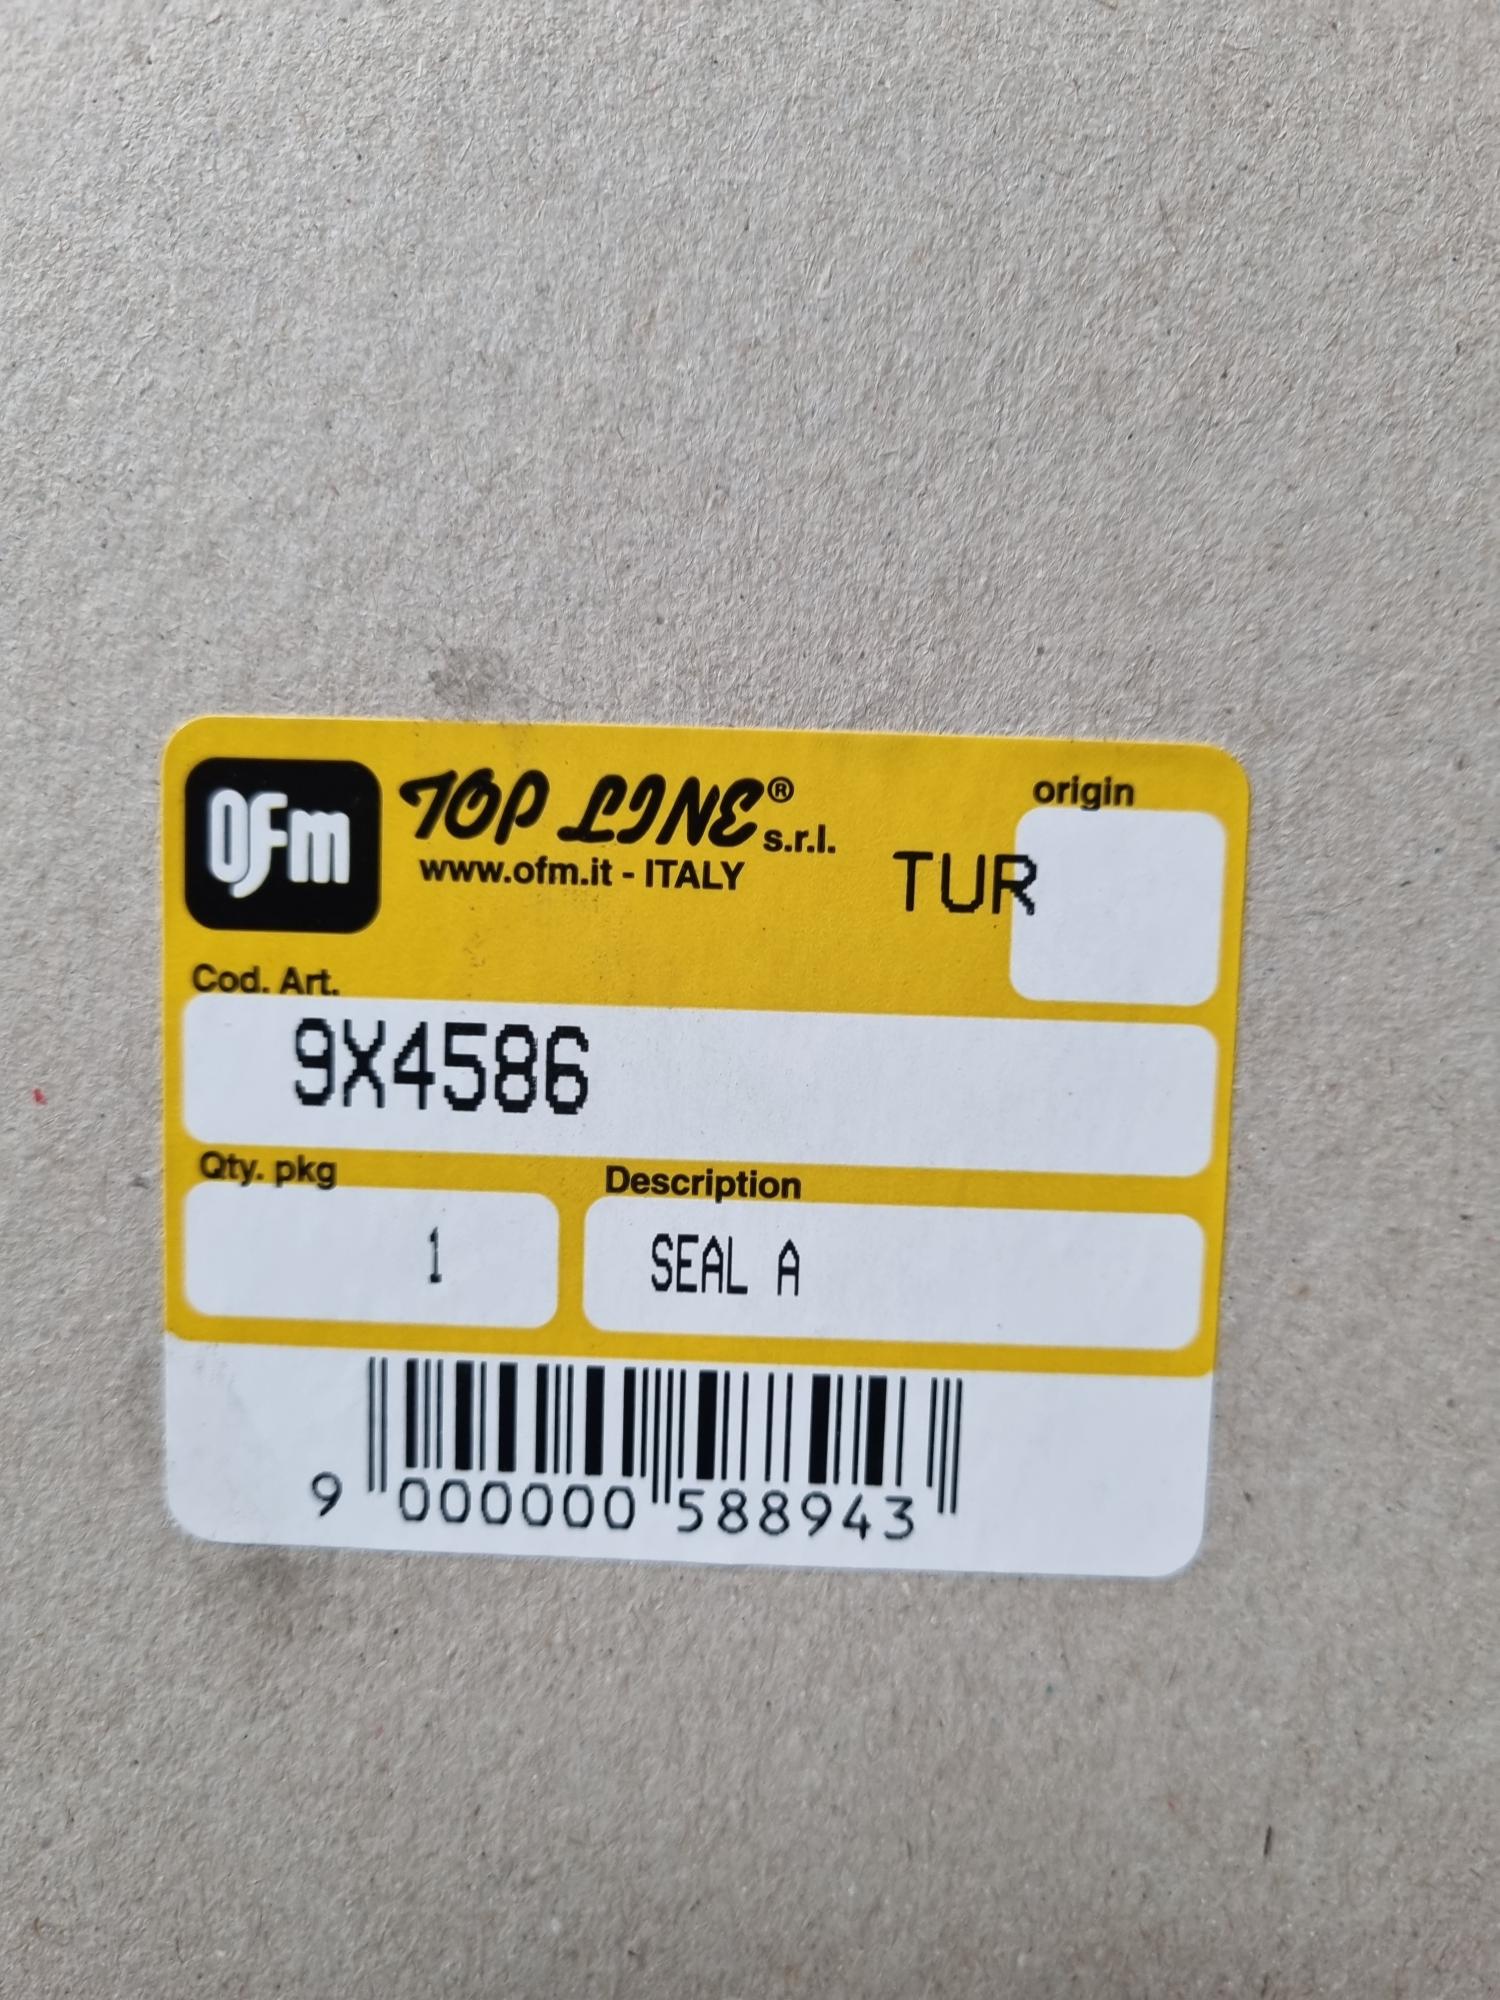 OFm
TOP LINE® s.r.l.
www.ofm.it - ITALY
origin
TUR
Cod. Art.
9X4586
Qty. pkg
Description
1
SEAL A
9 000000 588943